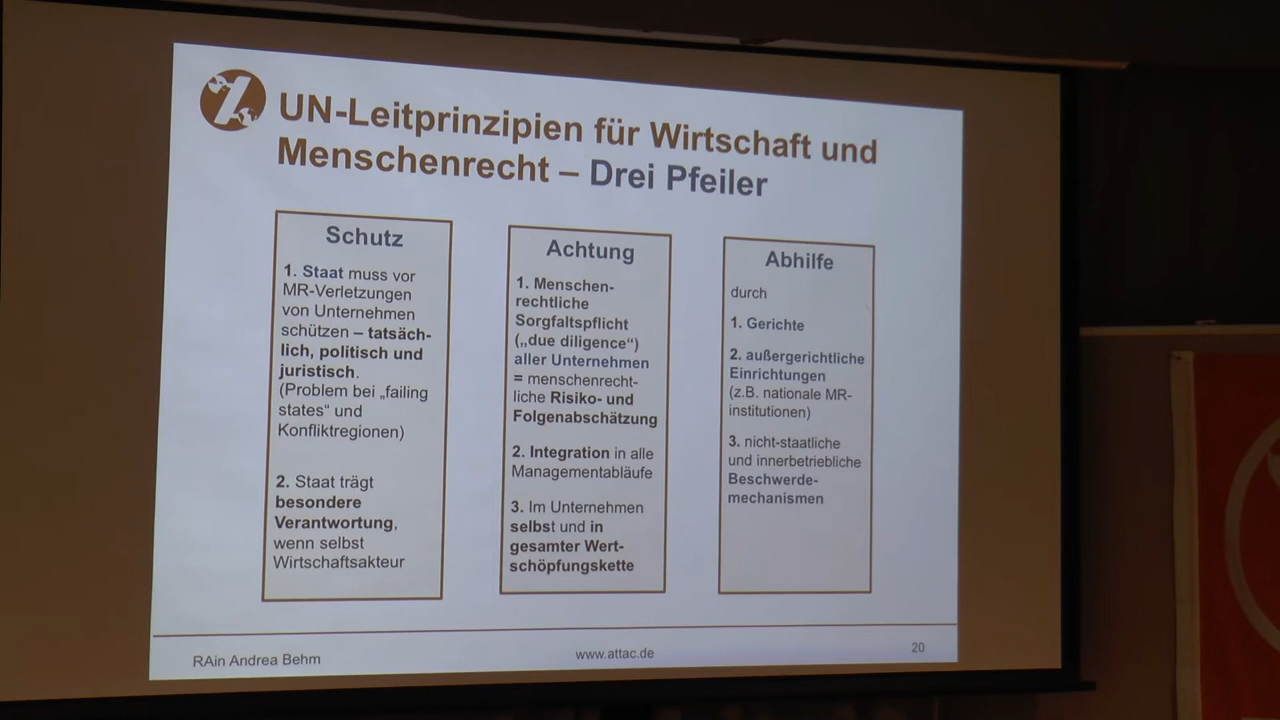 UN-Leitprinzipien für Wirtschaft und
Menschenrecht – Drei Pfeiler
Schutz
1. Staat muss vor
MR-Verletzungen
von Unternehmen
schützen – tatsäch-
lich, politisch und
juristisch.
(Problem bei „failing
states“ und
Konfliktregionen)
2. Staat trägt
besondere
Verantwortung,
wenn selbst
Wirtschaftsakteur
Achtung
1. Menschen-
rechtliche
Sorgfaltspflicht
(„due diligence“)
aller Unternehmen
= menschenrecht-
liche Risiko- und
Folgenabschätzung
2. Integration in alle
Managementabläufe
3. Im Unternehmen
selbst und in
gesamter Wert-
schöpfungskette
Abhilfe
durch
1. Gerichte
2. außergerichtliche
Einrichtungen
(z.B. nationale MR-
institutionen)
3. nicht-staatliche
und innerbetriebliche
Beschwerde-
mechanismen
RAin Andrea Behm
www.attac.de
20